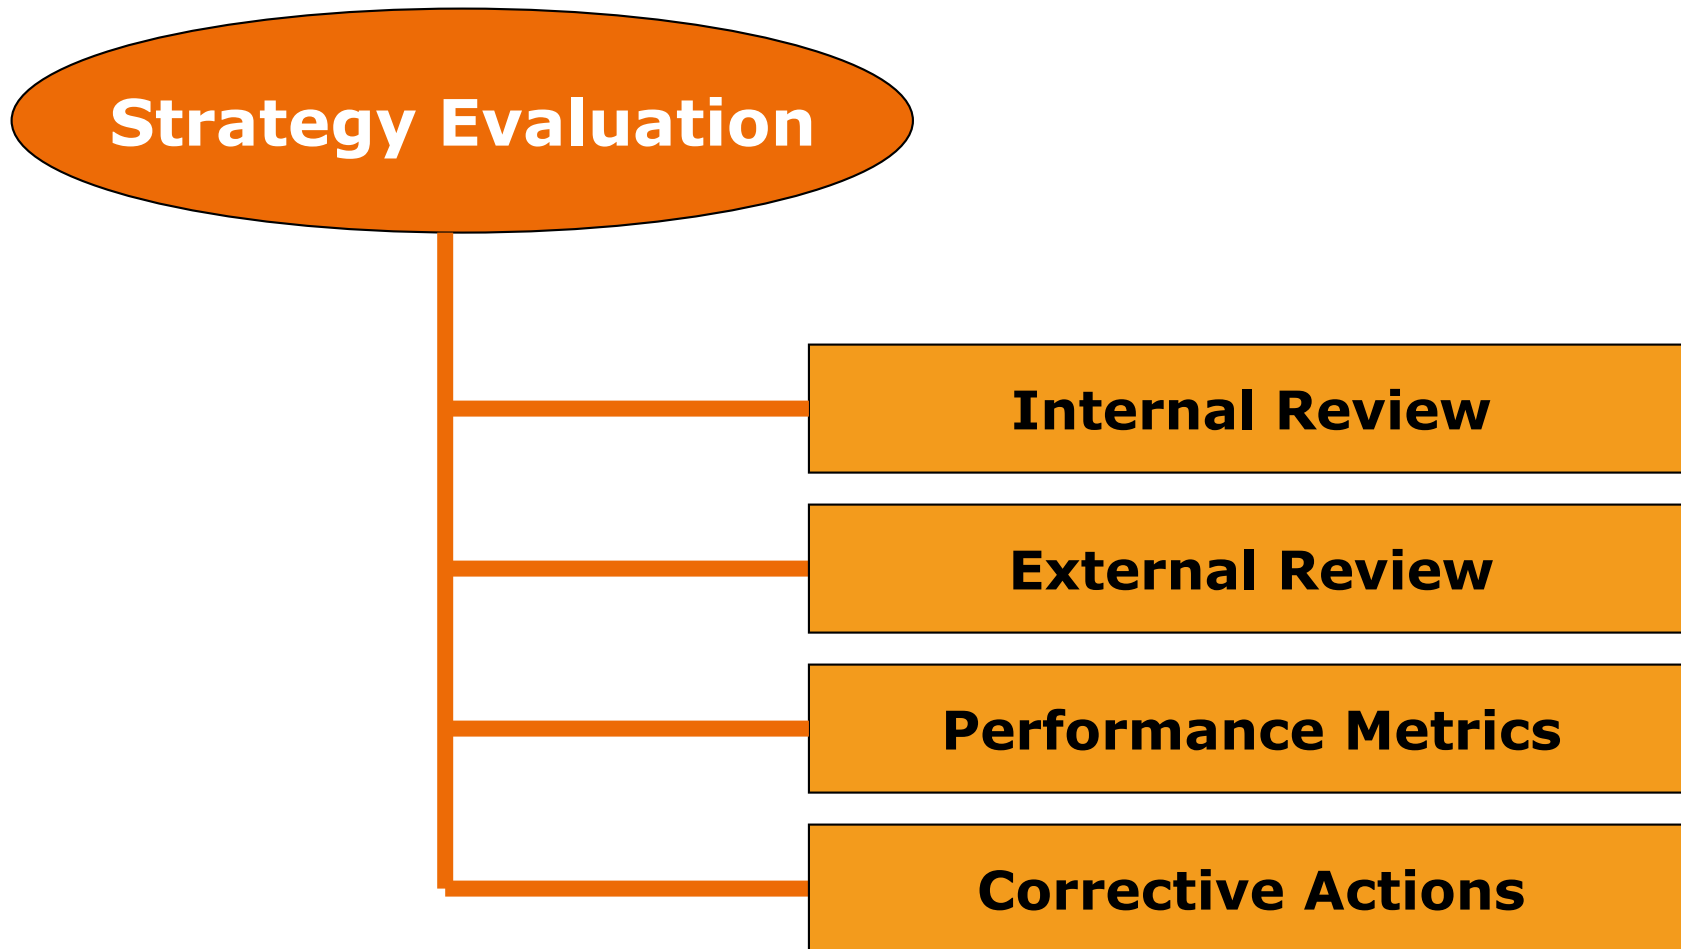 Strategy Evaluation
Internal Review
External Review
Performance Metrics
Corrective Actions